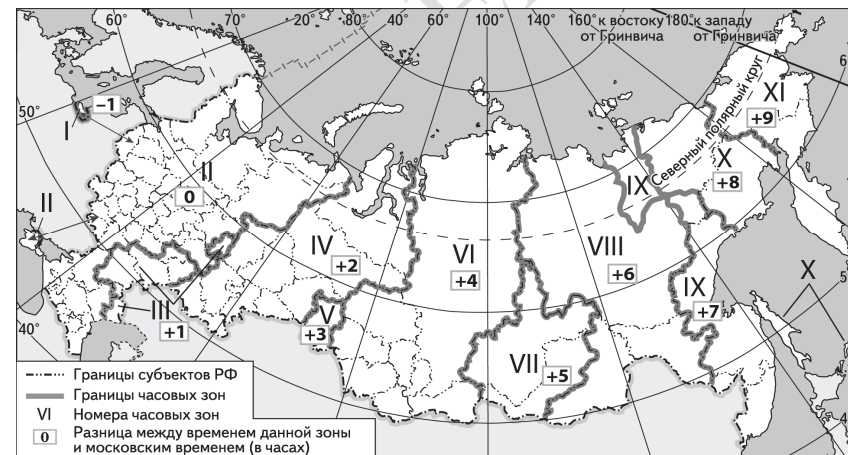 60° 70° 20° 80° 40° 60° 100° 140° 160° к востоку 180° к западу
от Гринвича от Гринвича
50°
40°
−1
I
II
0
II
III
+1
IV
+2
V
+3
VI
+4
VII
+5
VIII
+6
IX
IX
+7
X
+8
XI
+9
X
Северный полярный круг
Границы субъектов РФ
Границы часовых зон
VI Номера часовых зон
0 Разница между временем данной зоны
и московским временем (в часах)